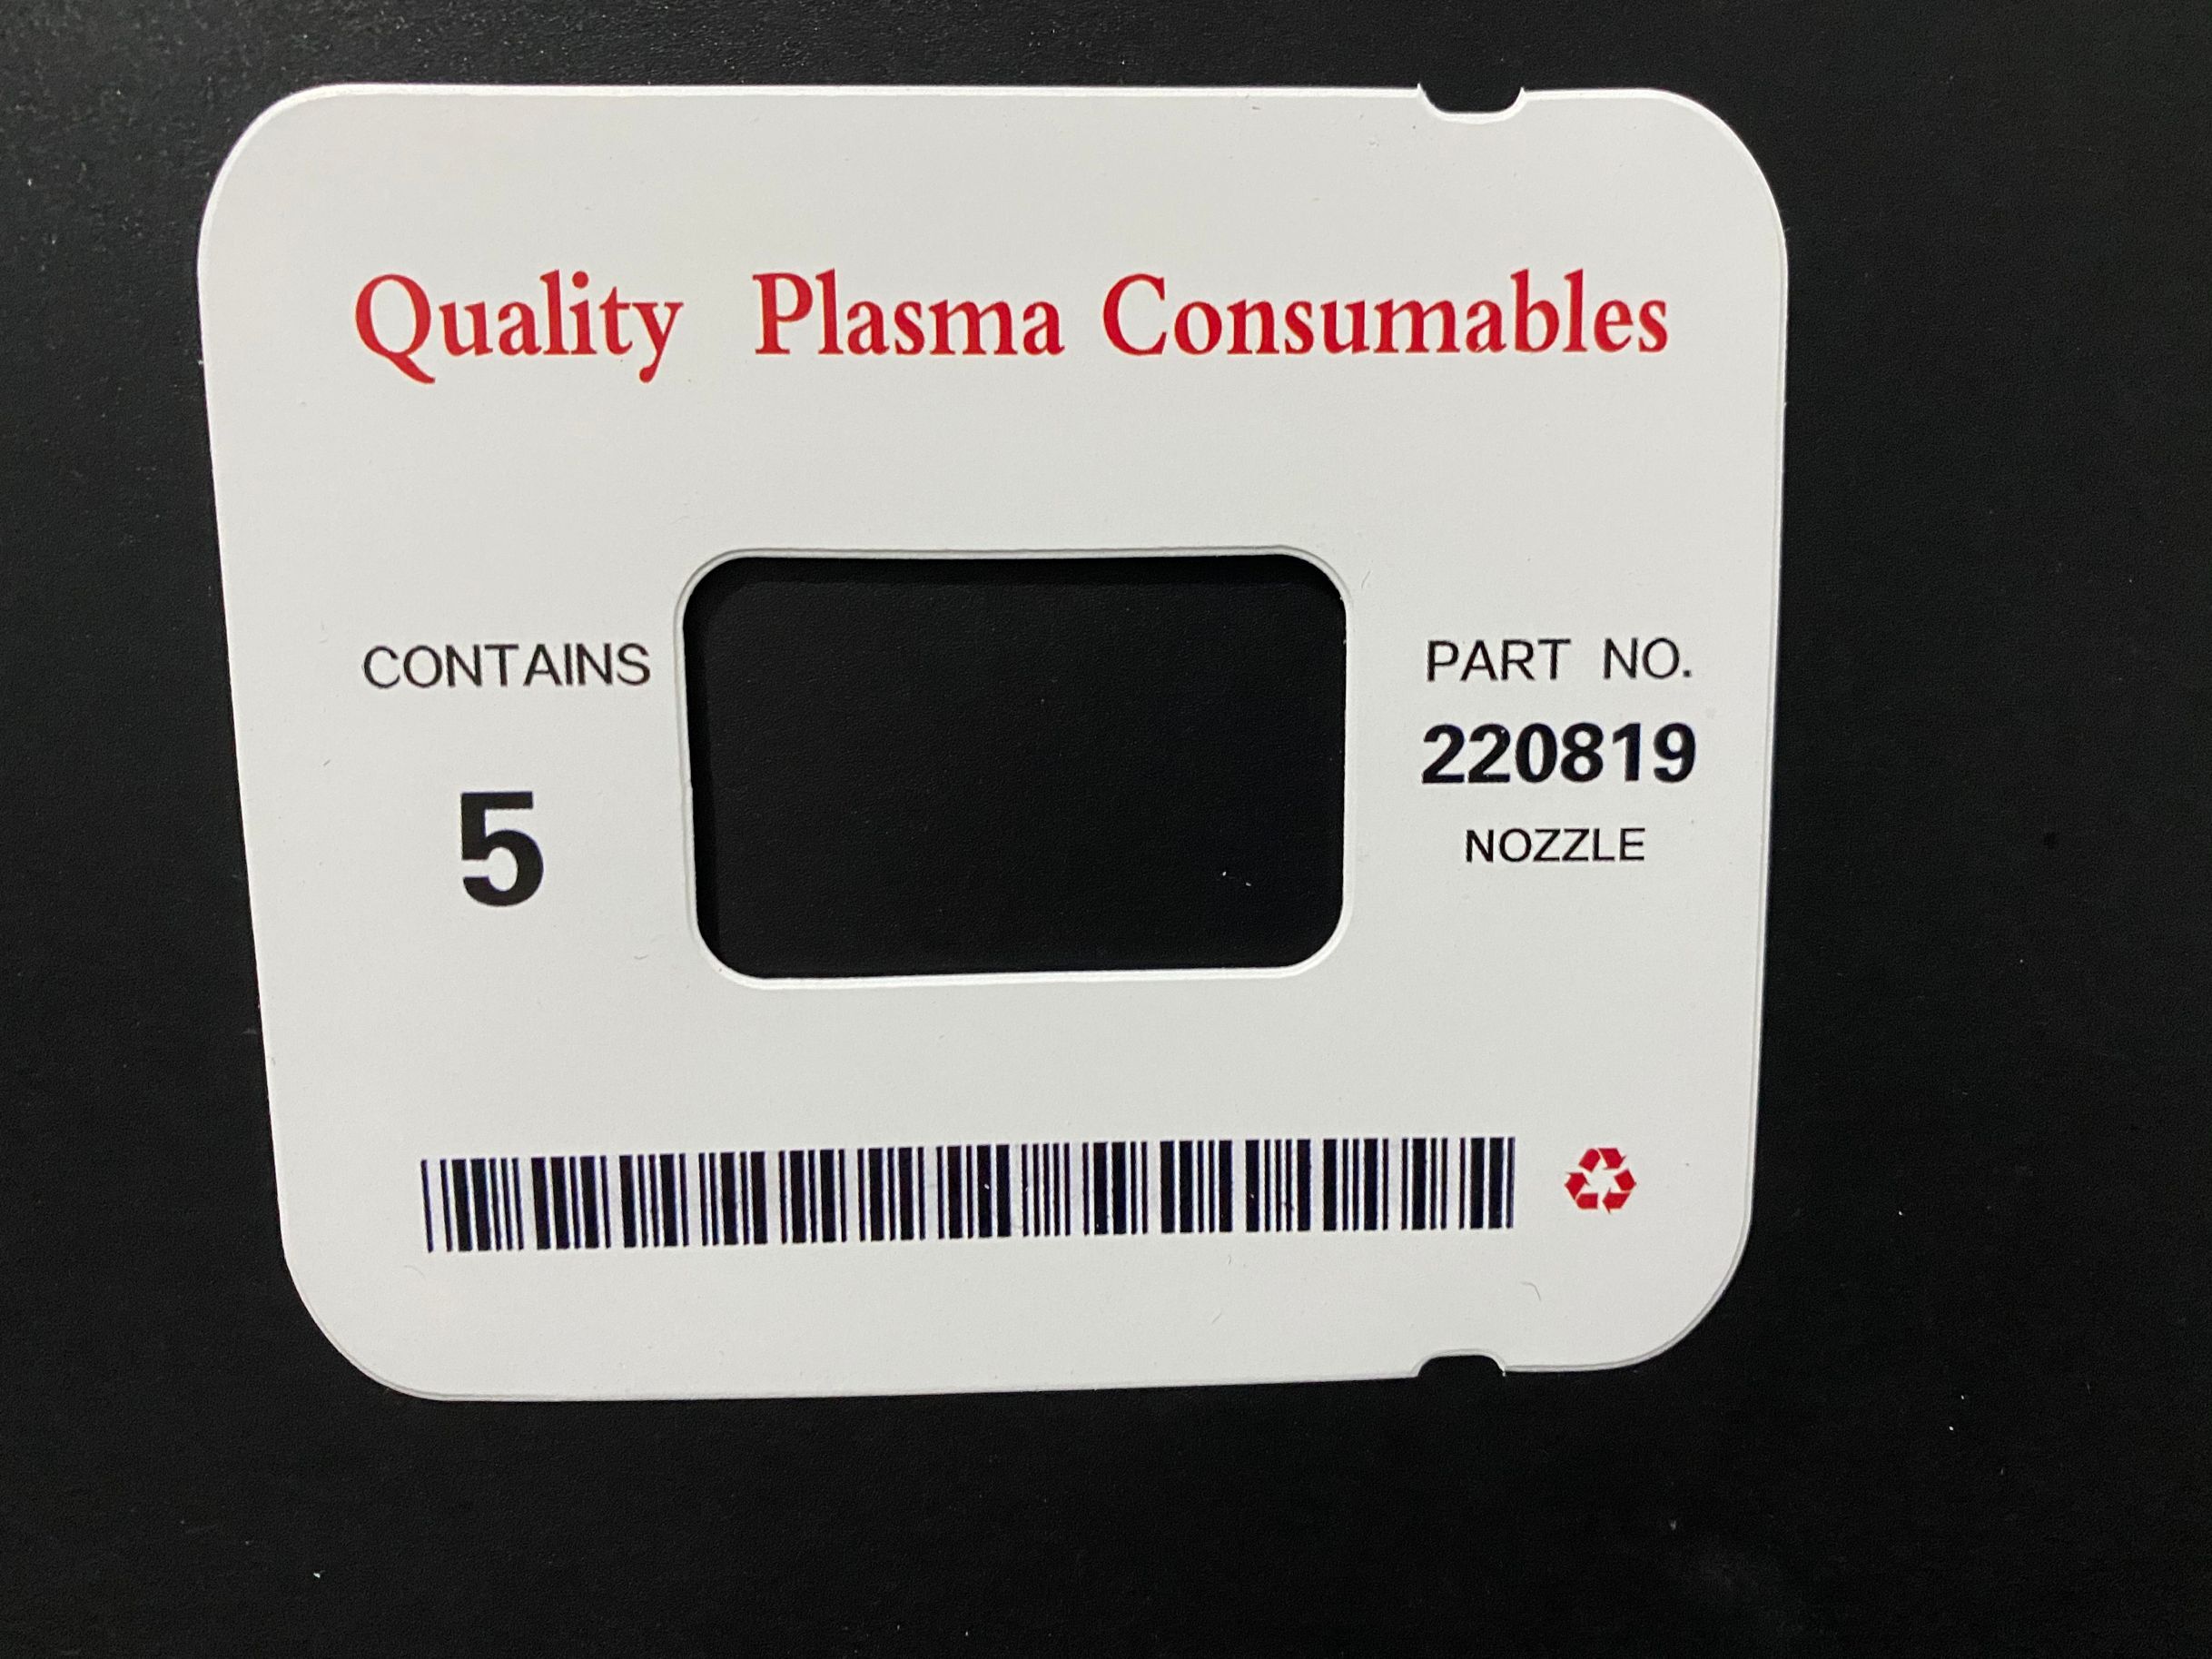 Quality Plasma Consumables
CONTAINS
5
PART NO.
220819
NOZZLE